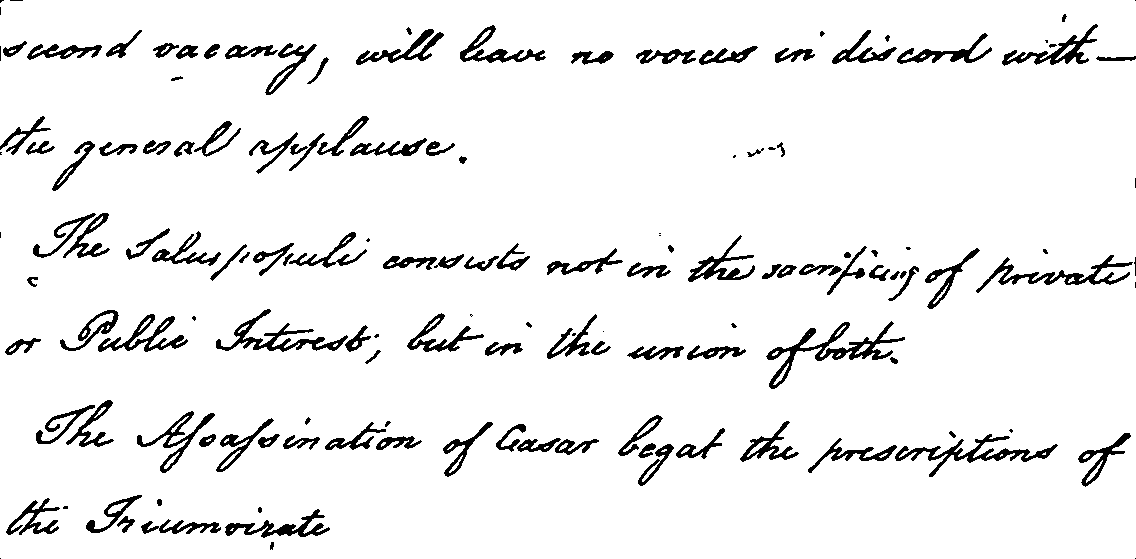 second vacancy, will leave no voices in discord with—
the general applause.
The Salus populi consists not in the sacrificing of private
or Public Interest; but in the union of both.
The Assassination of Caesar begat the prescriptions of
the Triumvirate